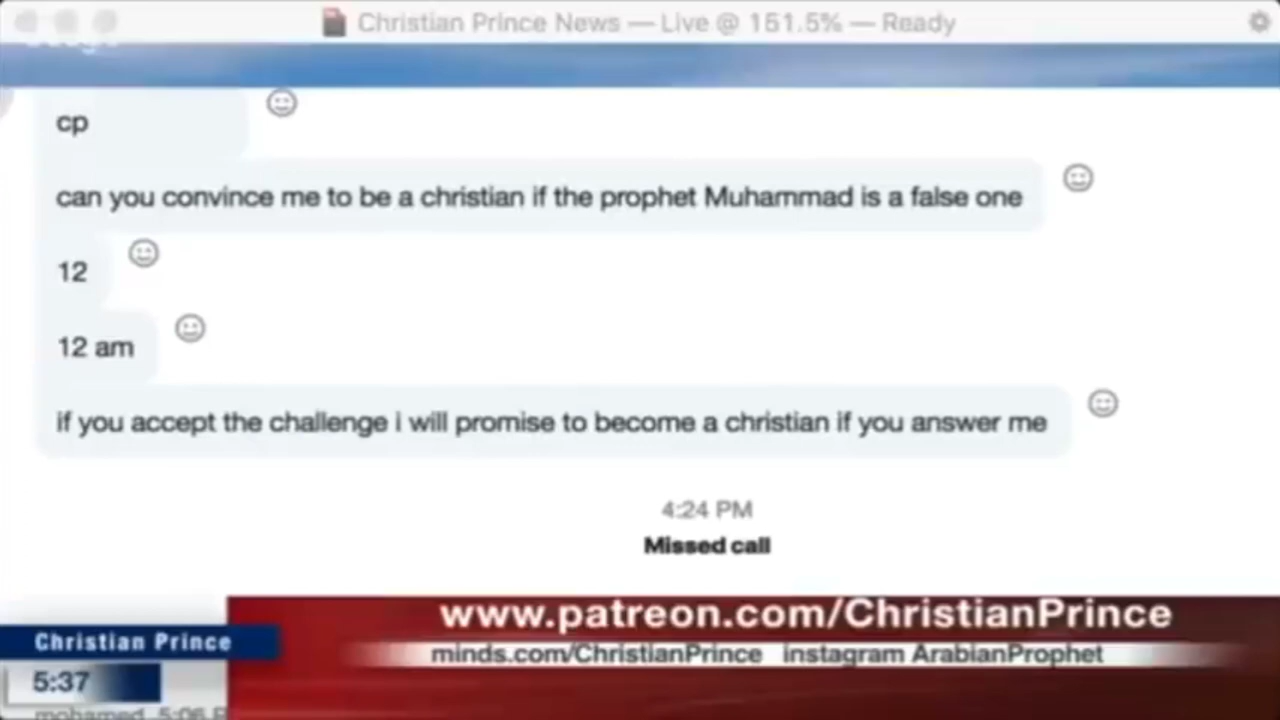 Christian Prince News — Live @ 151.5% — Ready
cp
can you convince me to be a christian if the prophet Muhammad is a false one
12
12 am
if you accept the challenge i will promise to become a christian if you answer me
4:24 PM
Missed call
www.patreon.com/ChristianPrince
Christian Prince
minds.com/ChristianPrince instagram ArabianProphet
5:37
mohamed, 5:06 P